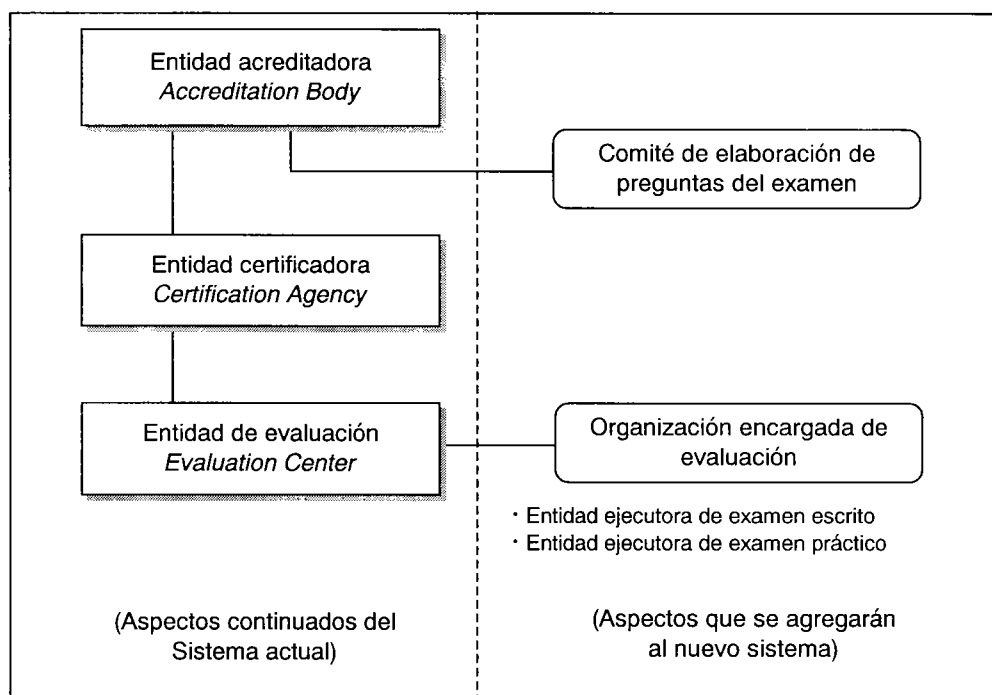 Entidad acreditadora
Accreditation Body
Comité de elaboración de
preguntas del examen
Entidad certificadora
Certification Agency
Entidad de evaluación
Evaluation Center
Organización encargada de
evaluación
・Entidad ejecutora de examen escrito
・Entidad ejecutora de examen práctico
(Aspectos continuados del
Sistema actual)
(Aspectos que se agregarán
al nuevo sistema)